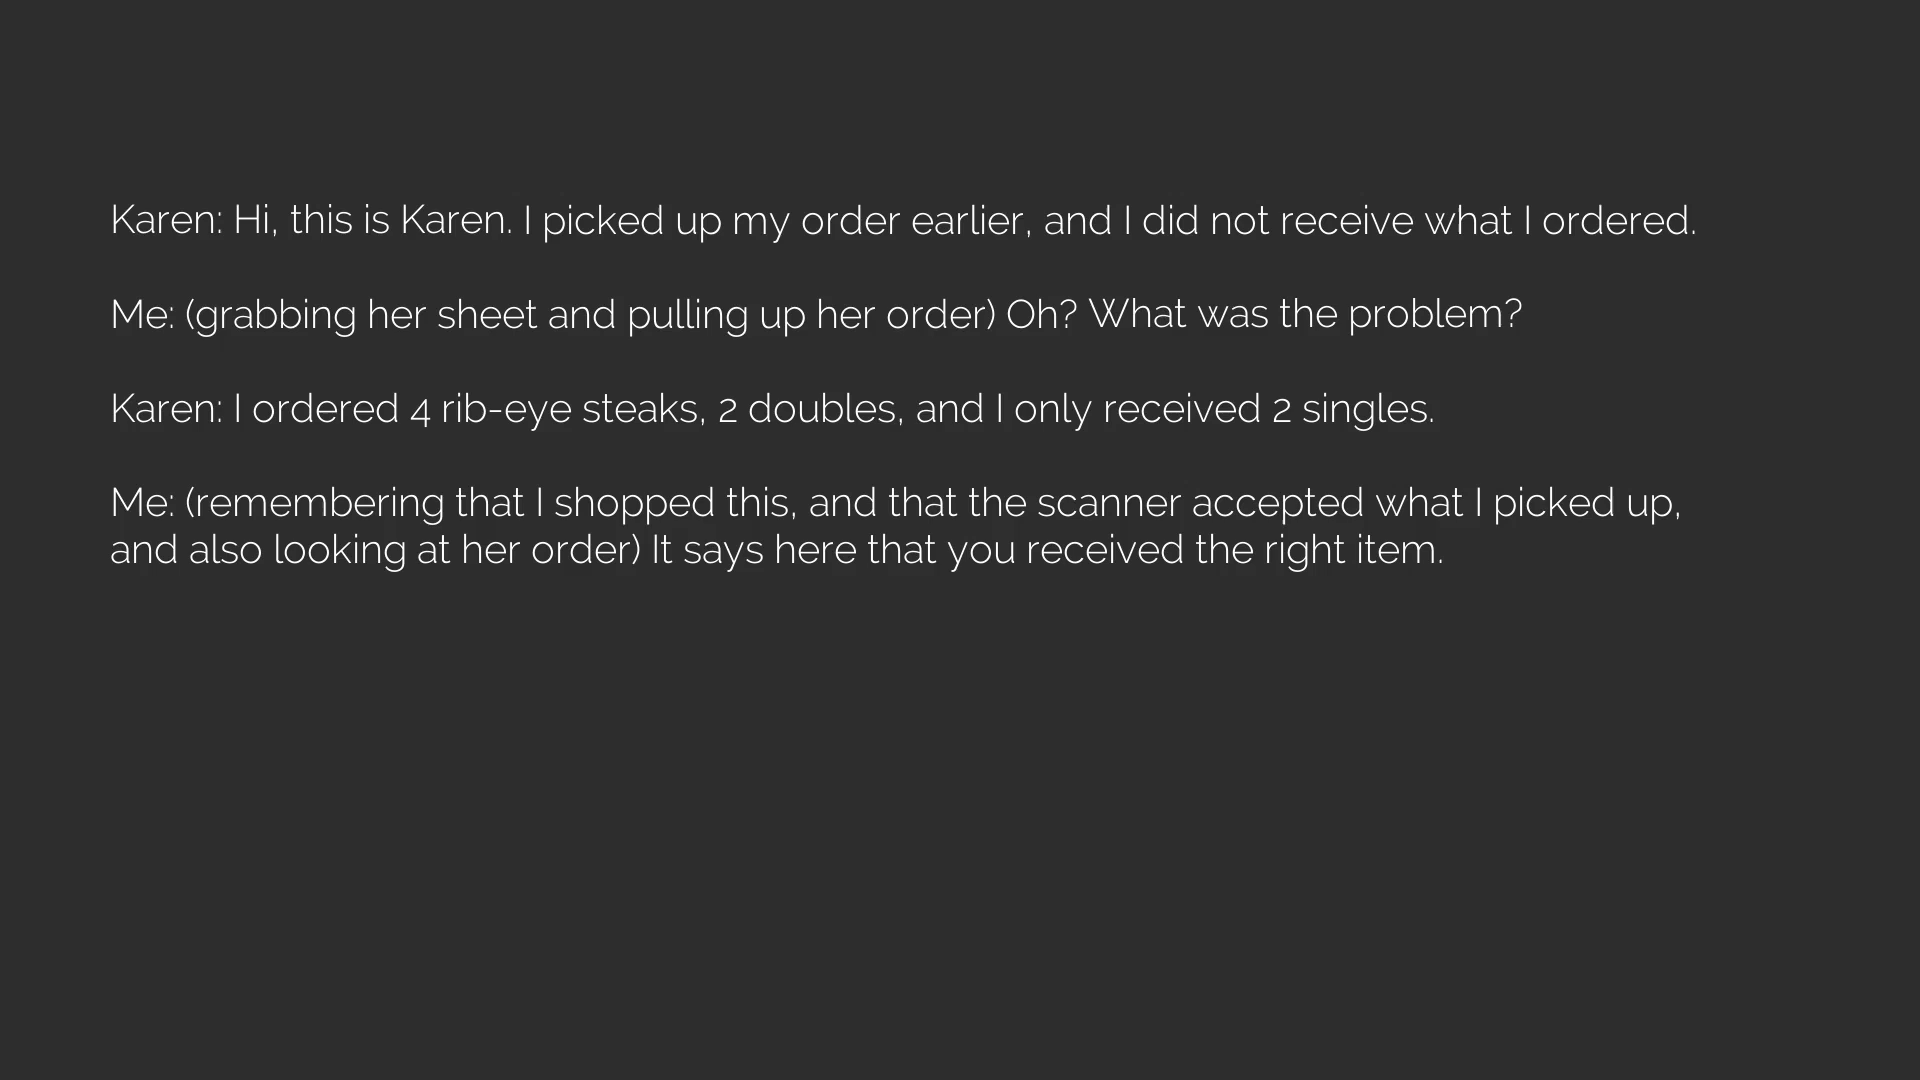 Karen: Hi, this is Karen. I picked up my order earlier, and I did not receive what I ordered.
Me: (grabbing her sheet and pulling up her order) Oh? What was the problem?
Karen: I ordered 4 rib-eye steaks, 2 doubles, and I only received 2 singles.
Me: (remembering that I shopped this, and that the scanner accepted what I picked up,
and also looking at her order) It says here that you received the right item.